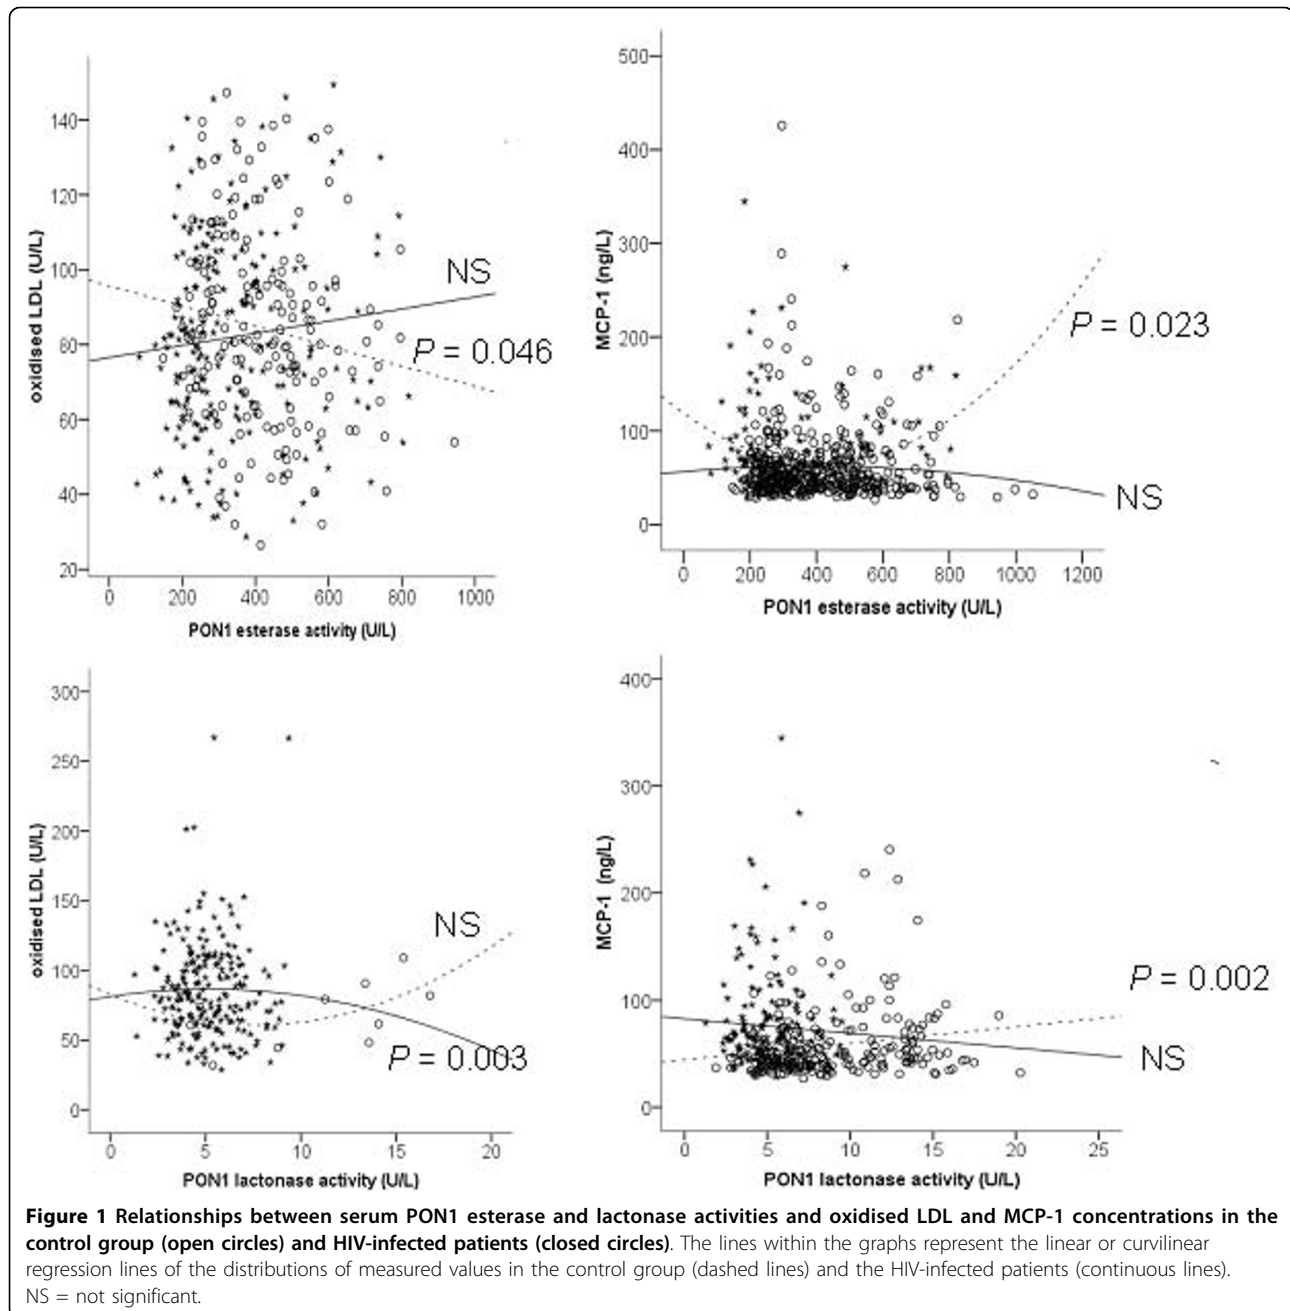 140
120
100
80
60
40
20
oxidised LDL (U/L)
NS
P = 0.046
0 200 400 600 800 1000
PON1 esterase activity (U/L)
500
400
300
200
100
0
MCP-1 (ng/L)
P = 0.023
NS
0 200 400 600 800 1000 1200
PON1 esterase activity (U/L)
300
250
200
150
100
50
0
oxidised LDL (U/L)
NS
P = 0.003
0 5 10 15 20
PON1 lactonase activity (U/L)
400
300
200
100
0
MCP-1 (ng/L)
P = 0.002
NS
0 5 10 15 20 25
PON1 lactonase activity (U/L)
Figure 1 Relationships between serum PON1 esterase and lactonase activities and oxidised LDL and MCP-1 concentrations in the
control group (open circles) and HIV-infected patients (closed circles). The lines within the graphs represent the linear or curvilinear
regression lines of the distributions of measured values in the control group (dashed lines) and the HIV-infected patients (continuous lines).
NS = not significant.